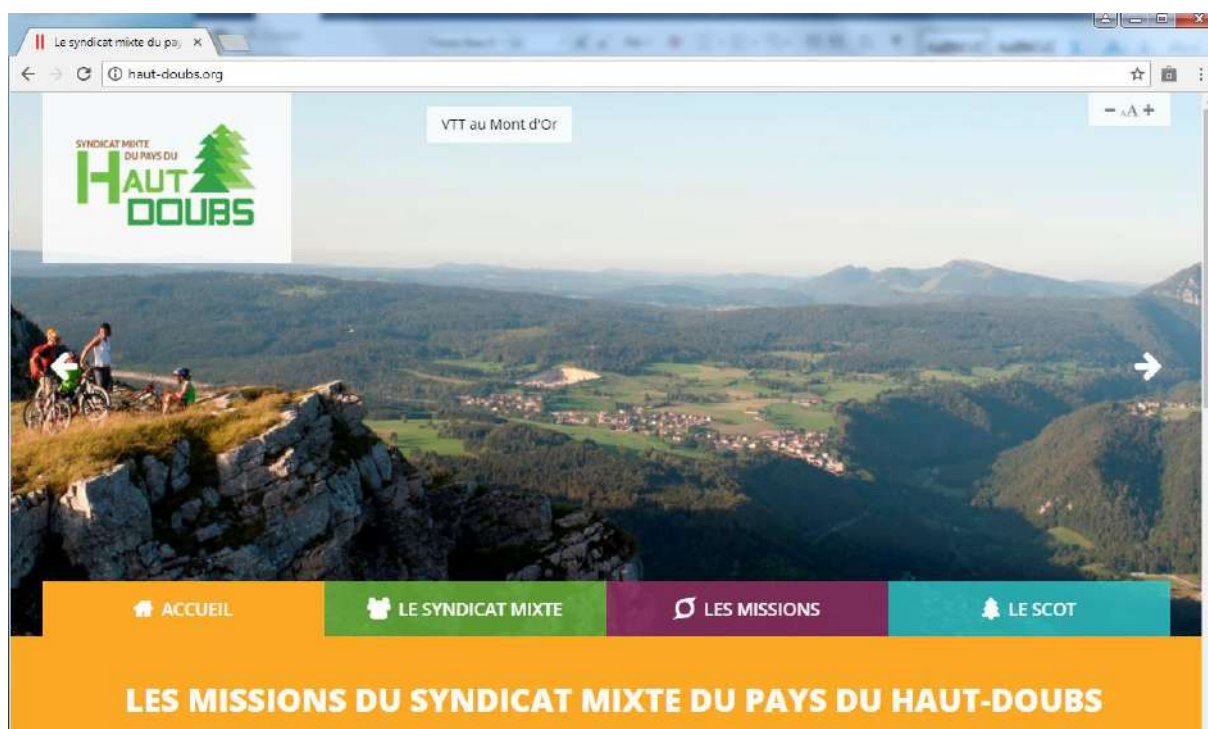 Le syndicat mixte du pay
haut-doubs.org
SYNDICAT MIXTE
DU PAYS DU
HAUT
DOUBS
VTT au Mont d'Or
- AA +
ACCUEIL
LE SYNDICAT MIXTE
LES MISSIONS
LE SCOT
LES MISSIONS DU SYNDICAT MIXTE DU PAYS DU HAUT-DOUBS